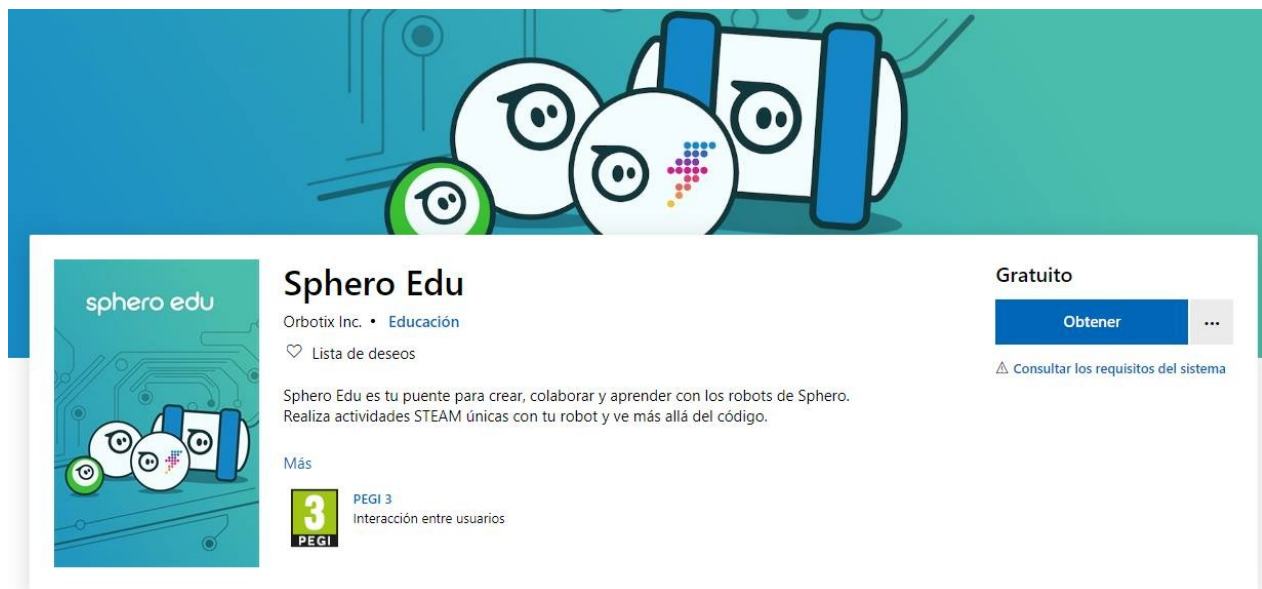 sphero edu
Sphero Edu
Orbotix Inc. • Educación
Lista de deseos
Sphero Edu es tu puente para crear, colaborar y aprender con los robots de Sphero.
Realiza actividades STEAM únicas con tu robot y ve más allá del código.
Más
3
PEGI
PEGI 3
Interacción entre usuarios
Gratuito
Obtener
...
Consultar los requisitos del sistema